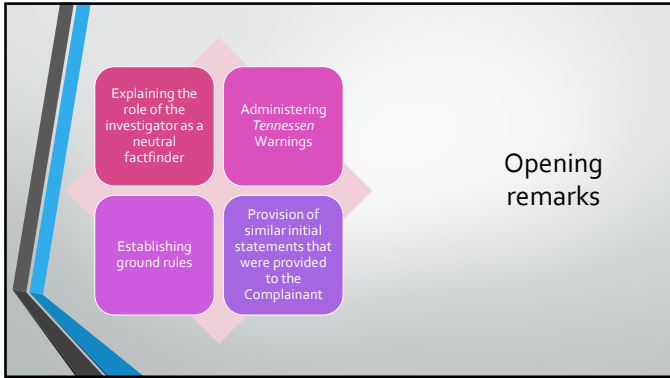 Explaining the
role of the
investigator as a
neutral
factfinder
Administering
Tennessen
Warnings
Establishing
ground rules
Provision of
similar initial
statements that
were provided
to the
Complainant
Opening
remarks